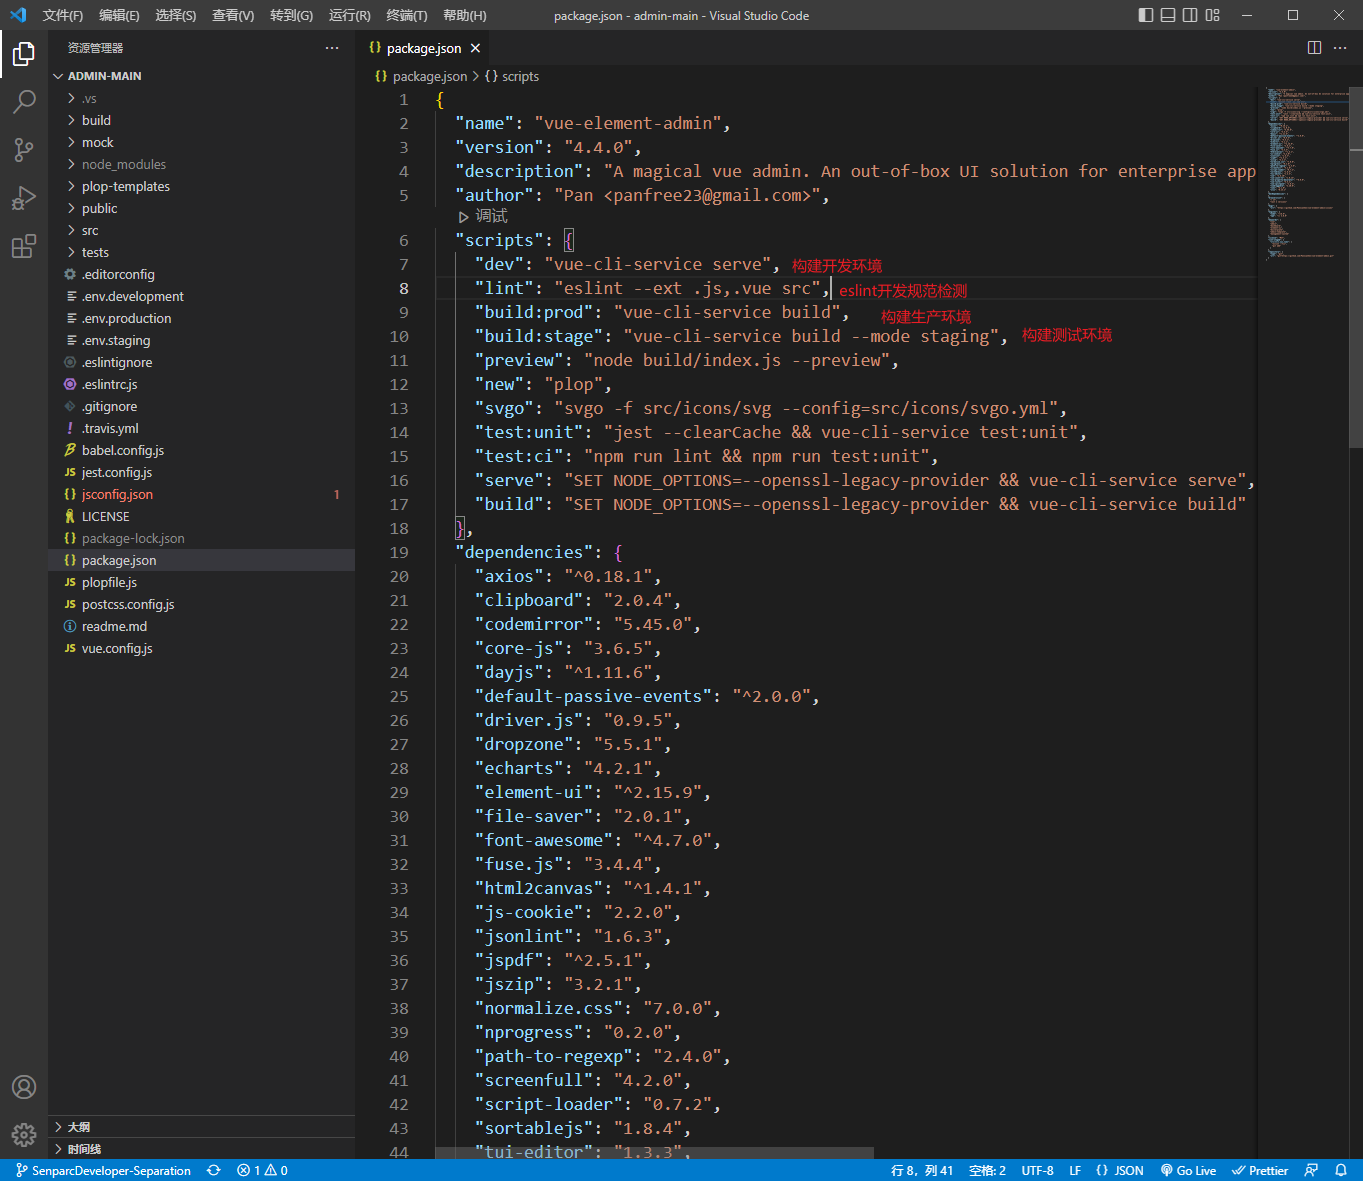 文件(F) 编辑(E) 选择(S) 查看(V) 转到(G) 运行(R) 终端(T) 帮助(H) package.json - admin-main - Visual Studio Code
资源管理器
ADMIN-MAIN
.vs
build
mock
node_modules
plop-templates
public
src
tests
.editorconfig
.env.development
.env.production
.env.staging
.eslintignore
.eslintrc.js
.gitignore
.travis.yml
babel.config.js
jest.config.js
jsconfig.json 1
LICENSE
package-lock.json
package.json
plopfile.js
postcss.config.js
readme.md
vue.config.js
大纲
时间线
package.json
package.json > {} scripts
1 {
2 "name": "vue-element-admin",
3 "version": "4.4.0",
4 "description": "A magical vue admin. An out-of-box UI solution for enterprise app
5 "author": "Pan <panfree23@gmail.com>",
调试
6 "scripts": {
7 "dev": "vue-cli-service serve", 构建开发环境
8 "lint": "eslint --ext .js,.vue src", eslint开发规范检测
9 "build:prod": "vue-cli-service build", 构建生产环境
10 "build:stage": "vue-cli-service build --mode staging", 构建测试环境
11 "preview": "node build/index.js --preview",
12 "new": "plop",
13 "svgo": "svgo -f src/icons/svg --config=src/icons/svgo.yml",
14 "test:unit": "jest --clearCache && vue-cli-service test:unit",
15 "test:ci": "npm run lint && npm run test:unit",
16 "serve": "SET NODE_OPTIONS=--openssl-legacy-provider && vue-cli-service serve",
17 "build": "SET NODE_OPTIONS=--openssl-legacy-provider && vue-cli-service build"
18 },
19 "dependencies": {
20 "axios": "^0.18.1",
21 "clipboard": "2.0.4",
22 "codemirror": "5.45.0",
23 "core-js": "3.6.5",
24 "dayjs": "^1.11.6",
25 "default-passive-events": "^2.0.0",
26 "driver.js": "0.9.5",
27 "dropzone": "5.5.1",
28 "echarts": "4.2.1",
29 "element-ui": "^2.15.9",
30 "file-saver": "2.0.1",
31 "font-awesome": "^4.7.0",
32 "fuse.js": "3.4.4",
33 "html2canvas": "^1.4.1",
34 "js-cookie": "2.2.0",
35 "jsonlint": "1.6.3",
36 "jspdf": "^2.5.1",
37 "jszip": "3.2.1",
38 "normalize.css": "7.0.0",
39 "nprogress": "0.2.0",
40 "path-to-regexp": "2.4.0",
41 "screenfull": "4.2.0",
42 "script-loader": "0.7.2",
43 "sortablejs": "1.8.4",
44 "tui-editor": "1.3.3",
SenparcDeveloper-Separation 1 0 行 8，列 41 空格: 2 UTF-8 LF {} JSON Go Live Prettier